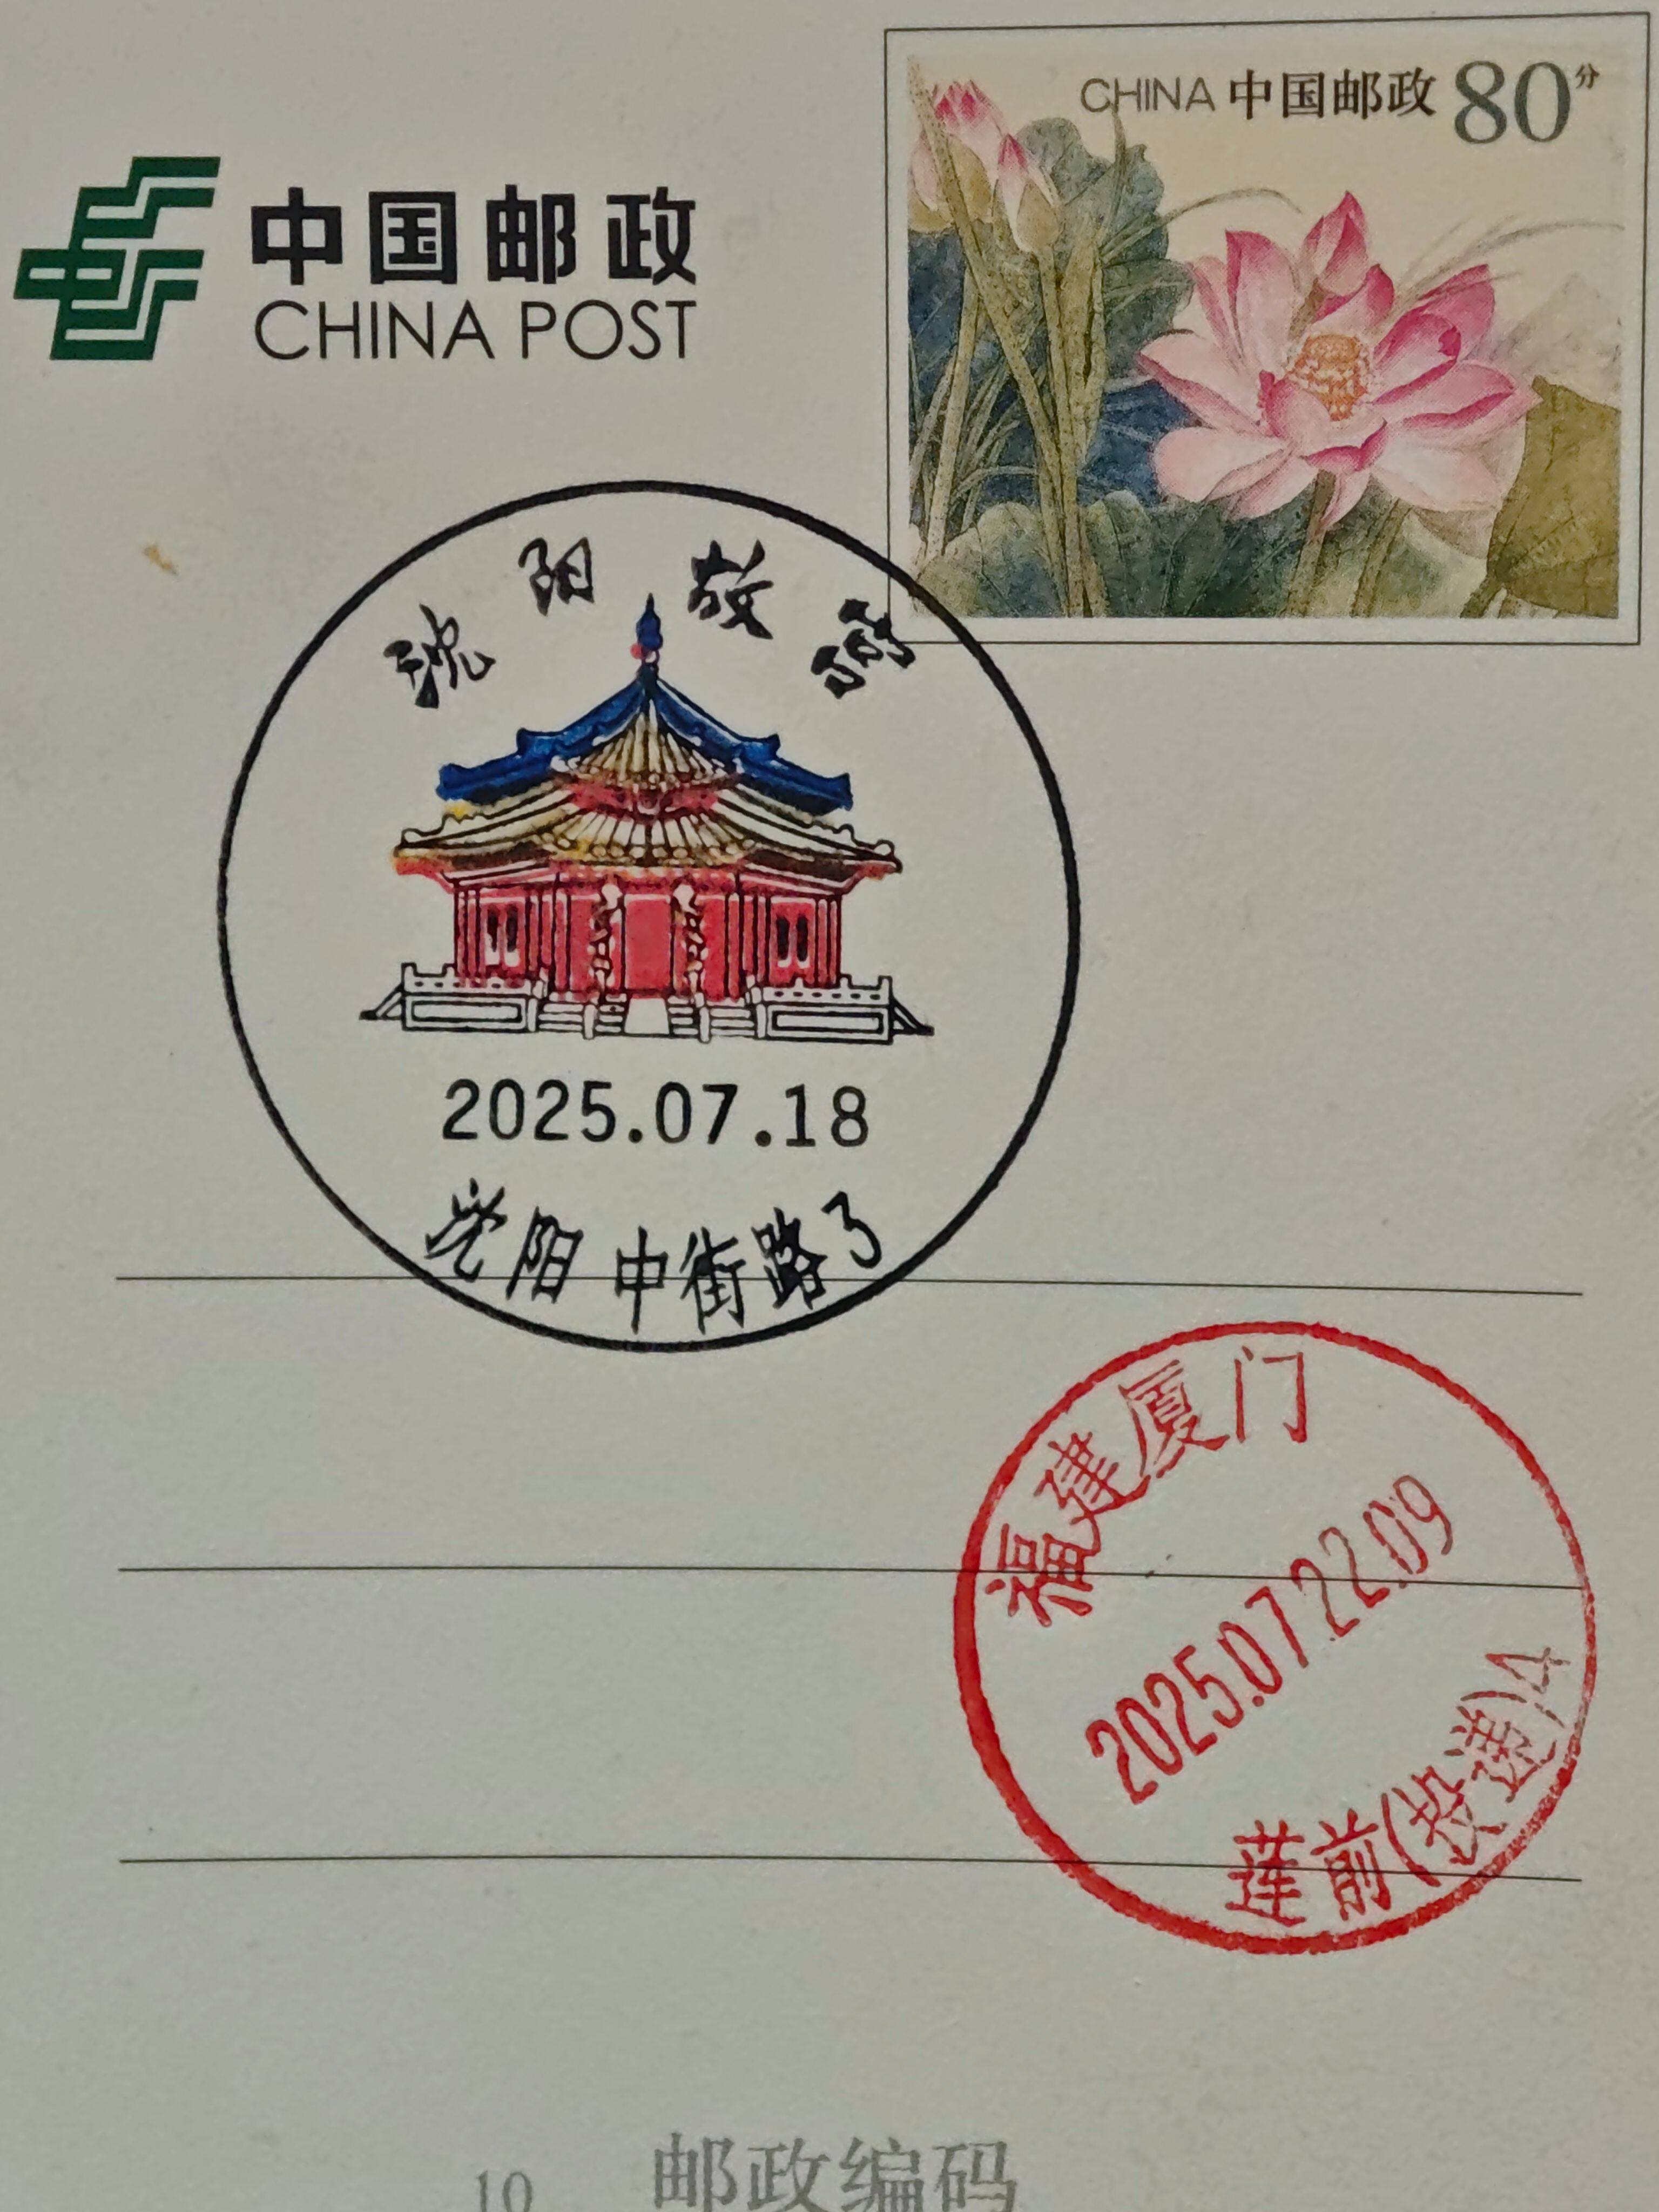 CHINA 中国邮政 80分
中国邮政
CHINA POST
沈阳故宫
2025.07.18
沈阳 中街路3
福建厦门
2025.07.22.09
莲前(投递)4
10 邮政编码